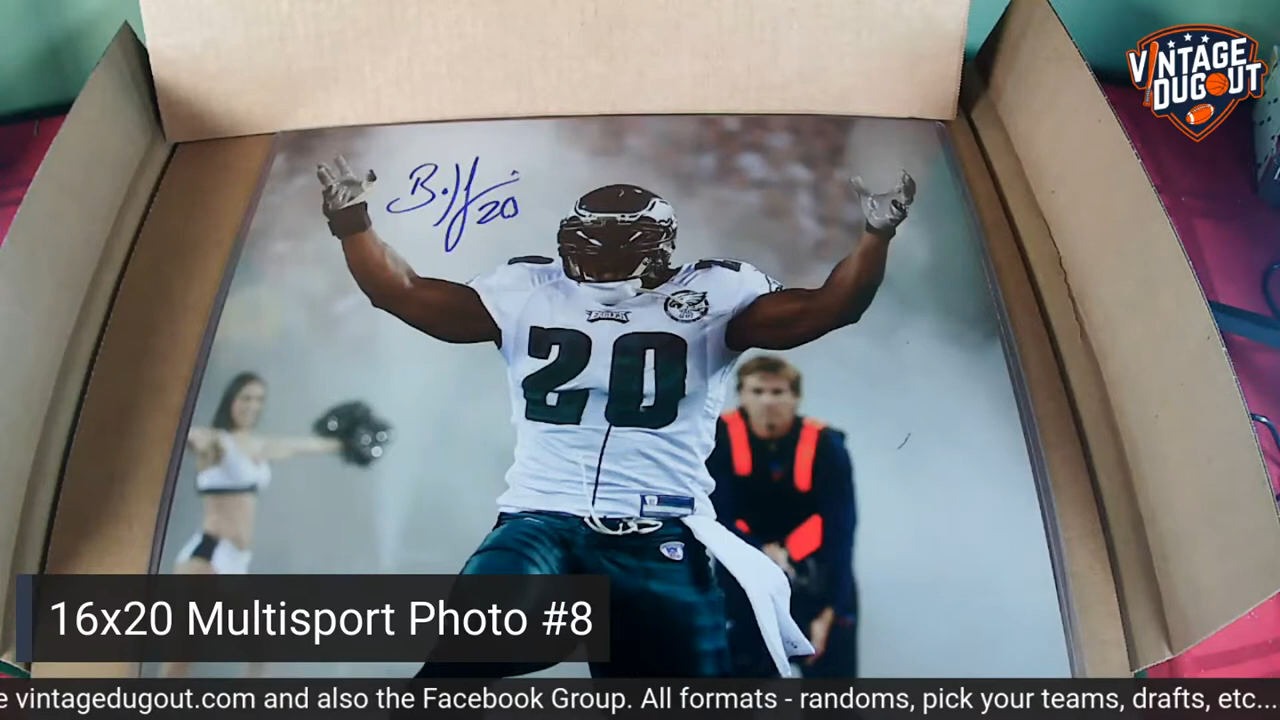 VINTAGE
DUGOUT
20
EAGLES
20
16x20 Multisport Photo #8
e vintagedugout.com and also the Facebook Group. All formats - randoms, pick your teams, drafts, etc...